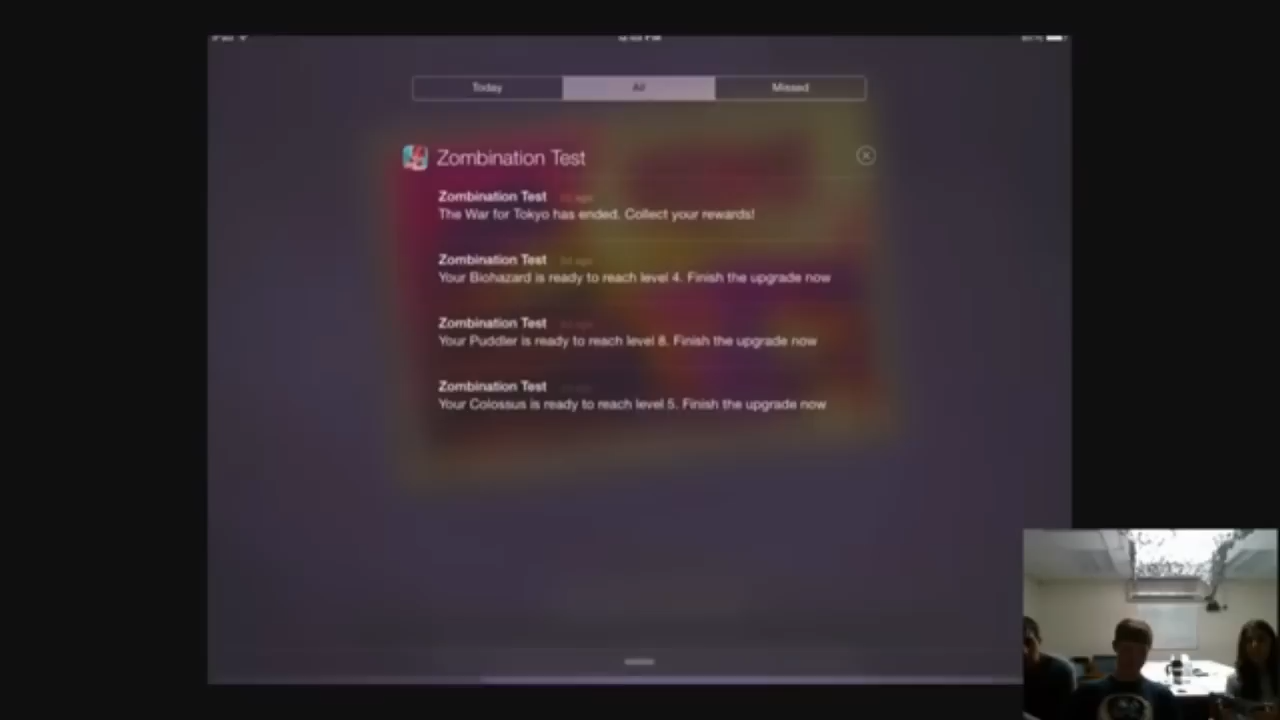 Today
All
Missed
Zombination Test
Zombination Test
The War for Tokyo has ended. Collect your rewards!
Zombination Test
Your Biohazard is ready to reach level 4. Finish the upgrade now
Zombination Test
Your Puddler is ready to reach level 8. Finish the upgrade now
Zombination Test
Your Colossus is ready to reach level 5. Finish the upgrade now